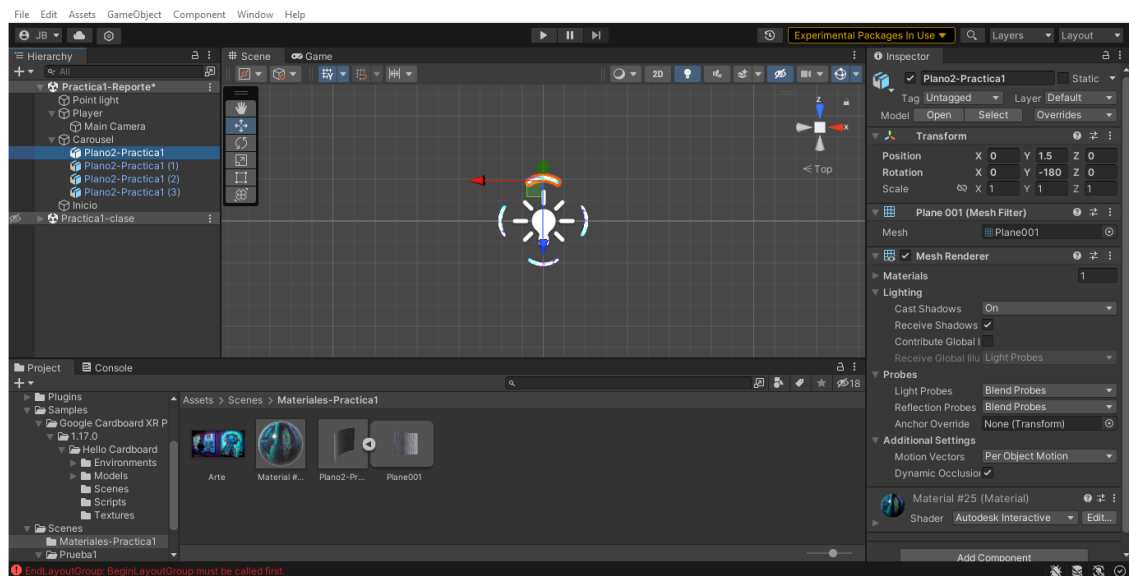 File Edit Assets GameObject Component Window Help
JB
Experimental Packages In Use
Layers
Layout
Hierarchy
All
Practica1-Reporte*
Point light
Player
Main Camera
Carousel
Plano2-Practica1
Plano2-Practica1 (1)
Plano2-Practica1 (2)
Plano2-Practica1 (3)
Inicio
Practica1-clase
Scene
Game
2D
z
x
Top
Inspector
Plano2-Practica1
Static
Tag Untagged
Layer Default
Model Open Select Overrides
Transform
Position X 0 Y 1.5 Z 0
Rotation X 0 Y -180 Z 0
Scale X 1 Y 1 Z 1
Plane 001 (Mesh Filter)
Mesh Plane001
Mesh Renderer
Materials 1
Lighting
Cast Shadows On
Receive Shadows
Contribute Global I
Receive Global Illu Light Probes
Probes
Light Probes Blend Probes
Reflection Probes Blend Probes
Anchor Override None (Transform)
Additional Settings
Motion Vectors Per Object Motion
Dynamic Occlusion
Material #25 (Material)
Shader Autodesk Interactive Edit...
Add Component
Project
Console
18
Plugins
Samples
Google Cardboard XR P
1.17.0
Hello Cardboard
Environments
Models
Scenes
Scripts
Textures
Scenes
Materiales-Practica1
Prueba1
Assets > Scenes > Materiales-Practica1
Arte
Material #...
Plano2-Pr...
Plane001
EndLayoutGroup: BeginLayoutGroup must be called first.